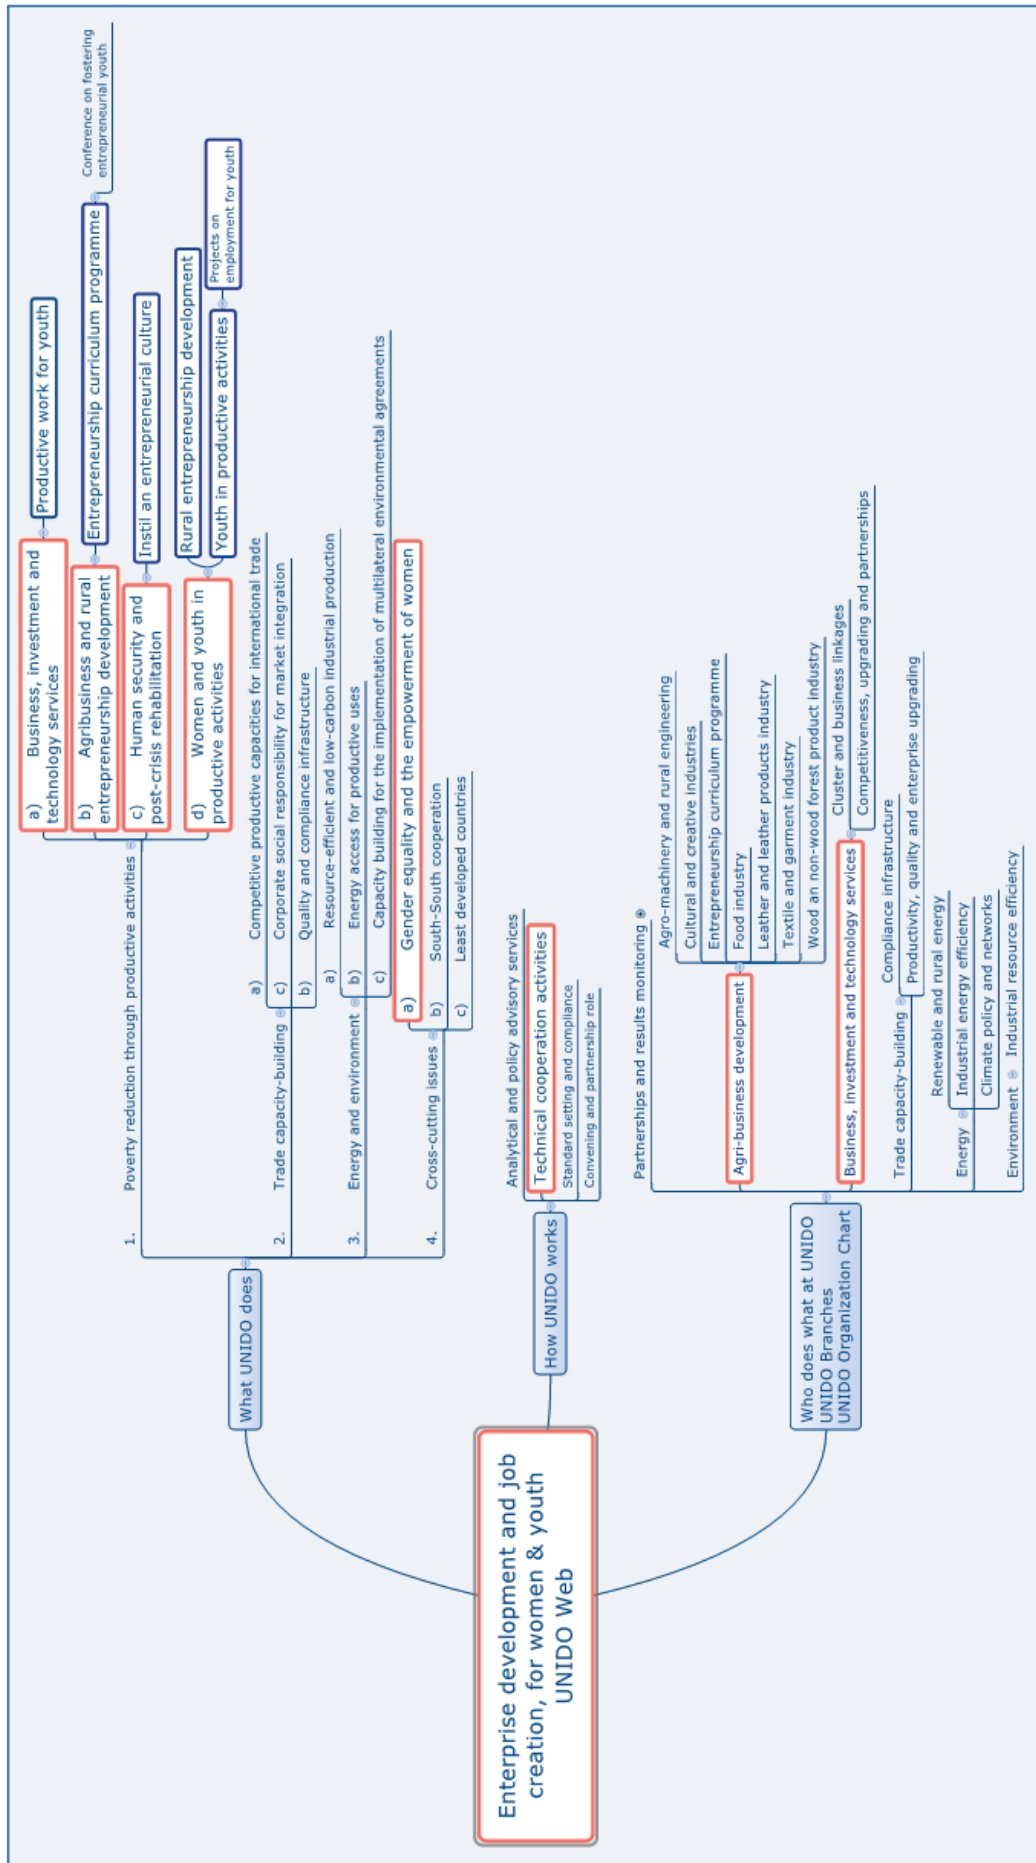 Enterprise development and job
creation, for women & youth
UNIDO Web
What UNIDO does
1. Poverty reduction through productive activities
a) Business, investment and
technology services
Productive work for youth
b) Agribusiness and rural
entrepreneurship development
Entrepreneurship curriculum programme
Conference on fostering
entrepreneurial youth
c) Human security and
post-crisis rehabilitation
Instil an entrepreneurial culture
d) Women and youth in
productive activities
Rural entrepreneurship development
Youth in productive activities
Projects on
employment for youth
2. Trade capacity-building
a) Competitive productive capacities for international trade
c) Corporate social responsibility for market integration
b) Quality and compliance infrastructure
3. Energy and environment
a) Resource-efficient and low-carbon industrial production
b) Energy access for productive uses
c) Capacity building for the implementation of multilateral environmental agreements
4. Cross-cutting issues
a) Gender equality and the empowerment of women
b) South-South cooperation
c) Least developed countries
How UNIDO works
Analytical and policy advisory services
Technical cooperation activities
Standard setting and compliance
Convening and partnership role
Who does what at UNIDO
UNIDO Branches
UNIDO Organization Chart
Partnerships and results monitoring
Agri-business development
Agro-machinery and rural engineering
Cultural and creative industries
Entrepreneurship curriculum programme
Food industry
Leather and leather products industry
Textile and garment industry
Wood an non-wood forest product industry
Business, investment and technology services
Cluster and business linkages
Competitiveness, upgrading and partnerships
Trade capacity-building
Compliance infrastructure
Productivity, quality and enterprise upgrading
Energy
Renewable and rural energy
Industrial energy efficiency
Climate policy and networks
Environment
Industrial resource efficiency